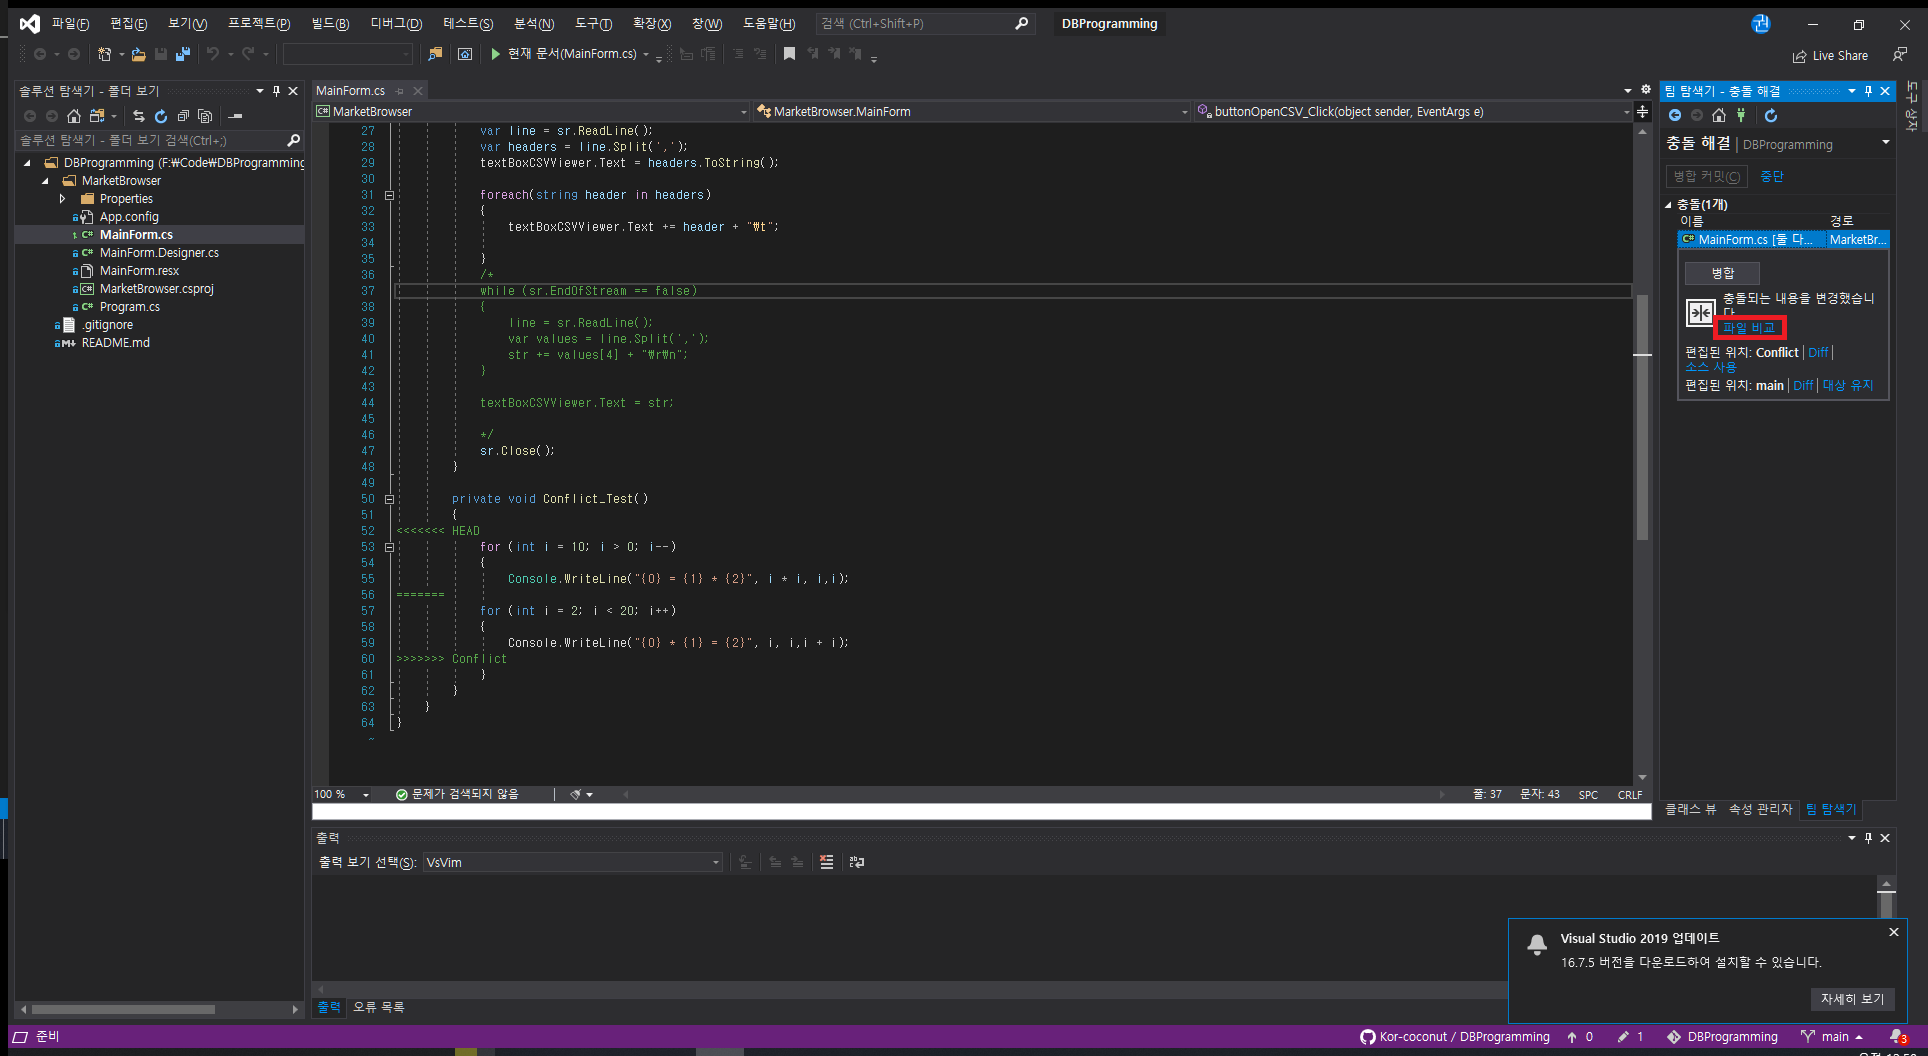 파일(F) 편집(E) 보기(V) 프로젝트(P) 빌드(B) 디버그(D) 테스트(S) 분석(N) 도구(T) 확장(X) 창(W) 도움말(H) 검색 (Ctrl+Shift+P) DBProgramming 권
현재 문서(MainForm.cs) Live Share
솔루션 탐색기 - 폴더 보기
솔루션 탐색기 - 폴더 보기 검색(Ctrl+;)
DBProgramming (F:₩Code₩DBProgramming
MarketBrowser
Properties
App.config
MainForm.cs
MainForm.Designer.cs
MainForm.resx
MarketBrowser.csproj
Program.cs
.gitignore
README.md
MainForm.cs
MarketBrowser MarketBrowser.MainForm buttonOpenCSV_Click(object sender, EventArgs e)
27 var line = sr.ReadLine();
28 var headers = line.Split(',');
29 textBoxCSVViewer.Text = headers.ToString();
30
31 foreach(string header in headers)
32 {
33 textBoxCSVViewer.Text += header + "₩t";
34
35 }
36 /*
37 while (sr.EndOfStream == false)
38 {
39 line = sr.ReadLine();
40 var values = line.Split(',');
41 str += values[4] + "₩r₩n";
42 }
43
44 textBoxCSVViewer.Text = str;
45
46 */
47 sr.Close();
48 }
49
50 private void Conflict_Test()
51 {
52 <<<<<<< HEAD
53 for (int i = 10; i > 0; i--)
54 {
55 Console.WriteLine("{0} = {1} * {2}", i * i, i,i);
56 =======
57 for (int i = 2; i < 20; i++)
58 {
59 Console.WriteLine("{0} * {1} = {2}", i, i,i + i);
60 >>>>>>> Conflict
61 }
62 }
63 }
64 }
~
100 % 문제가 검색되지 않음 줄: 37 문자: 43 SPC CRLF
팀 탐색기 - 충돌 해결
충돌 해결 | DBProgramming
병합 커밋(C) 중단
충돌(1개)
이름 경로
MainForm.cs [둘 다... MarketBr...
병합
충돌되는 내용을 변경했습니
다.
파일 비교
편집된 위치: Conflict | Diff |
소스 사용
편집된 위치: main | Diff | 대상 유지
클래스 뷰 속성 관리자 팀 탐색기
도구 상자
출력
출력 보기 선택(S): VsVim
출력 오류 목록
Visual Studio 2019 업데이트
16.7.5 버전을 다운로드하여 설치할 수 있습니다.
자세히 보기
준비 Kor-coconut / DBProgramming 0 1 DBProgramming main 3